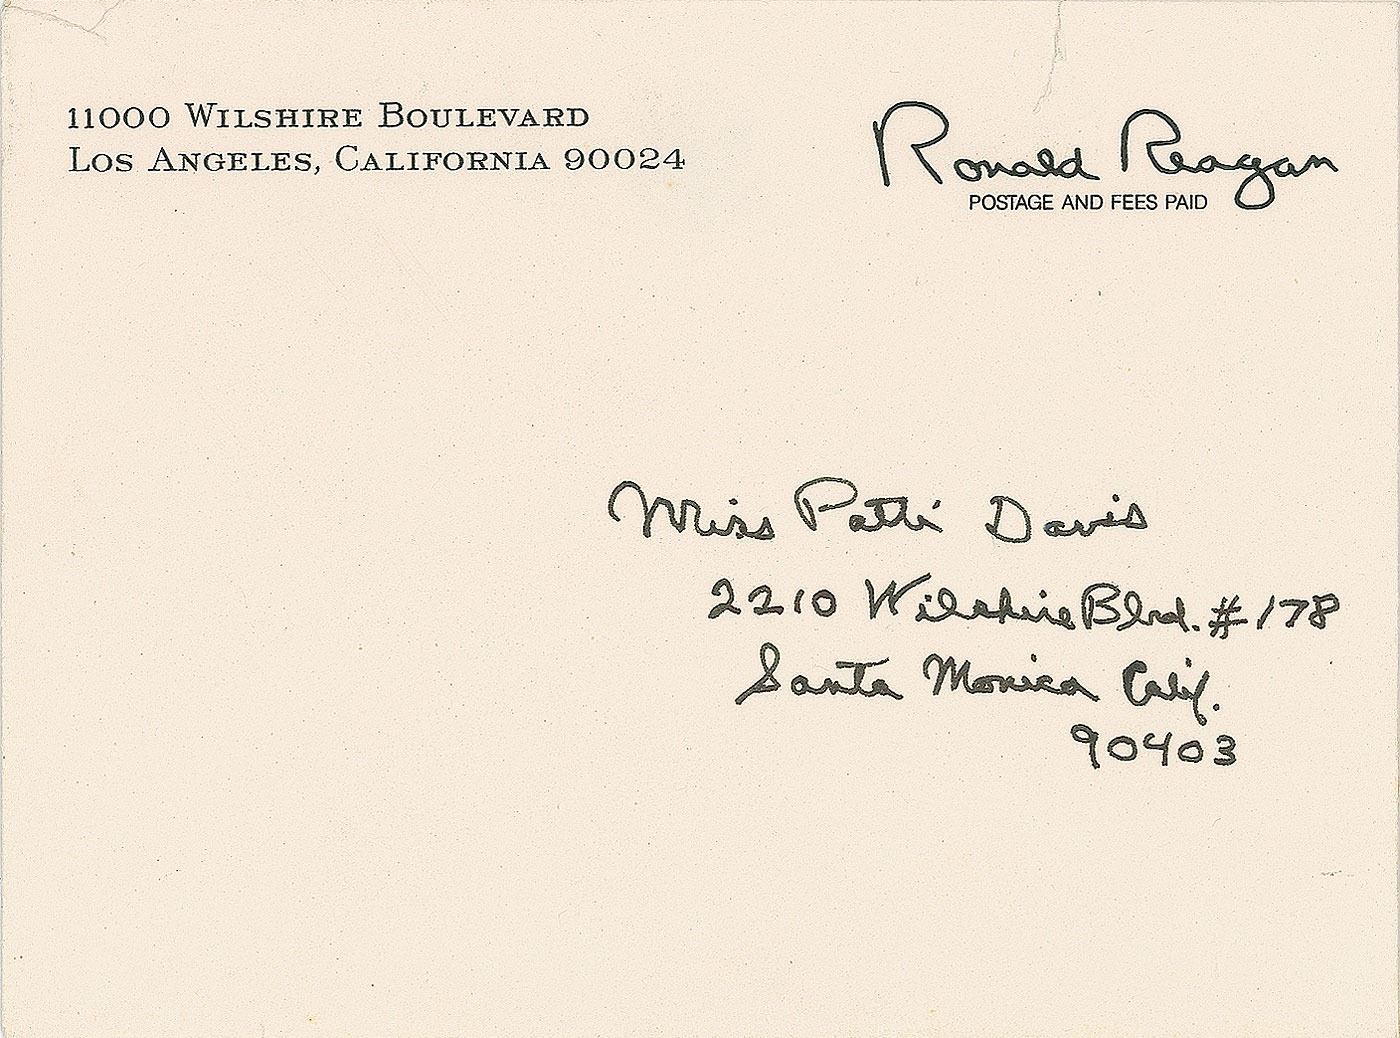 11000 Wilshire Boulevard
Los Angeles, California 90024
Ronald Reagan
POSTAGE AND FEES PAID
Miss Patti Davis
2210 Wilshire Blvd. #178
Santa Monica Calif.
90403